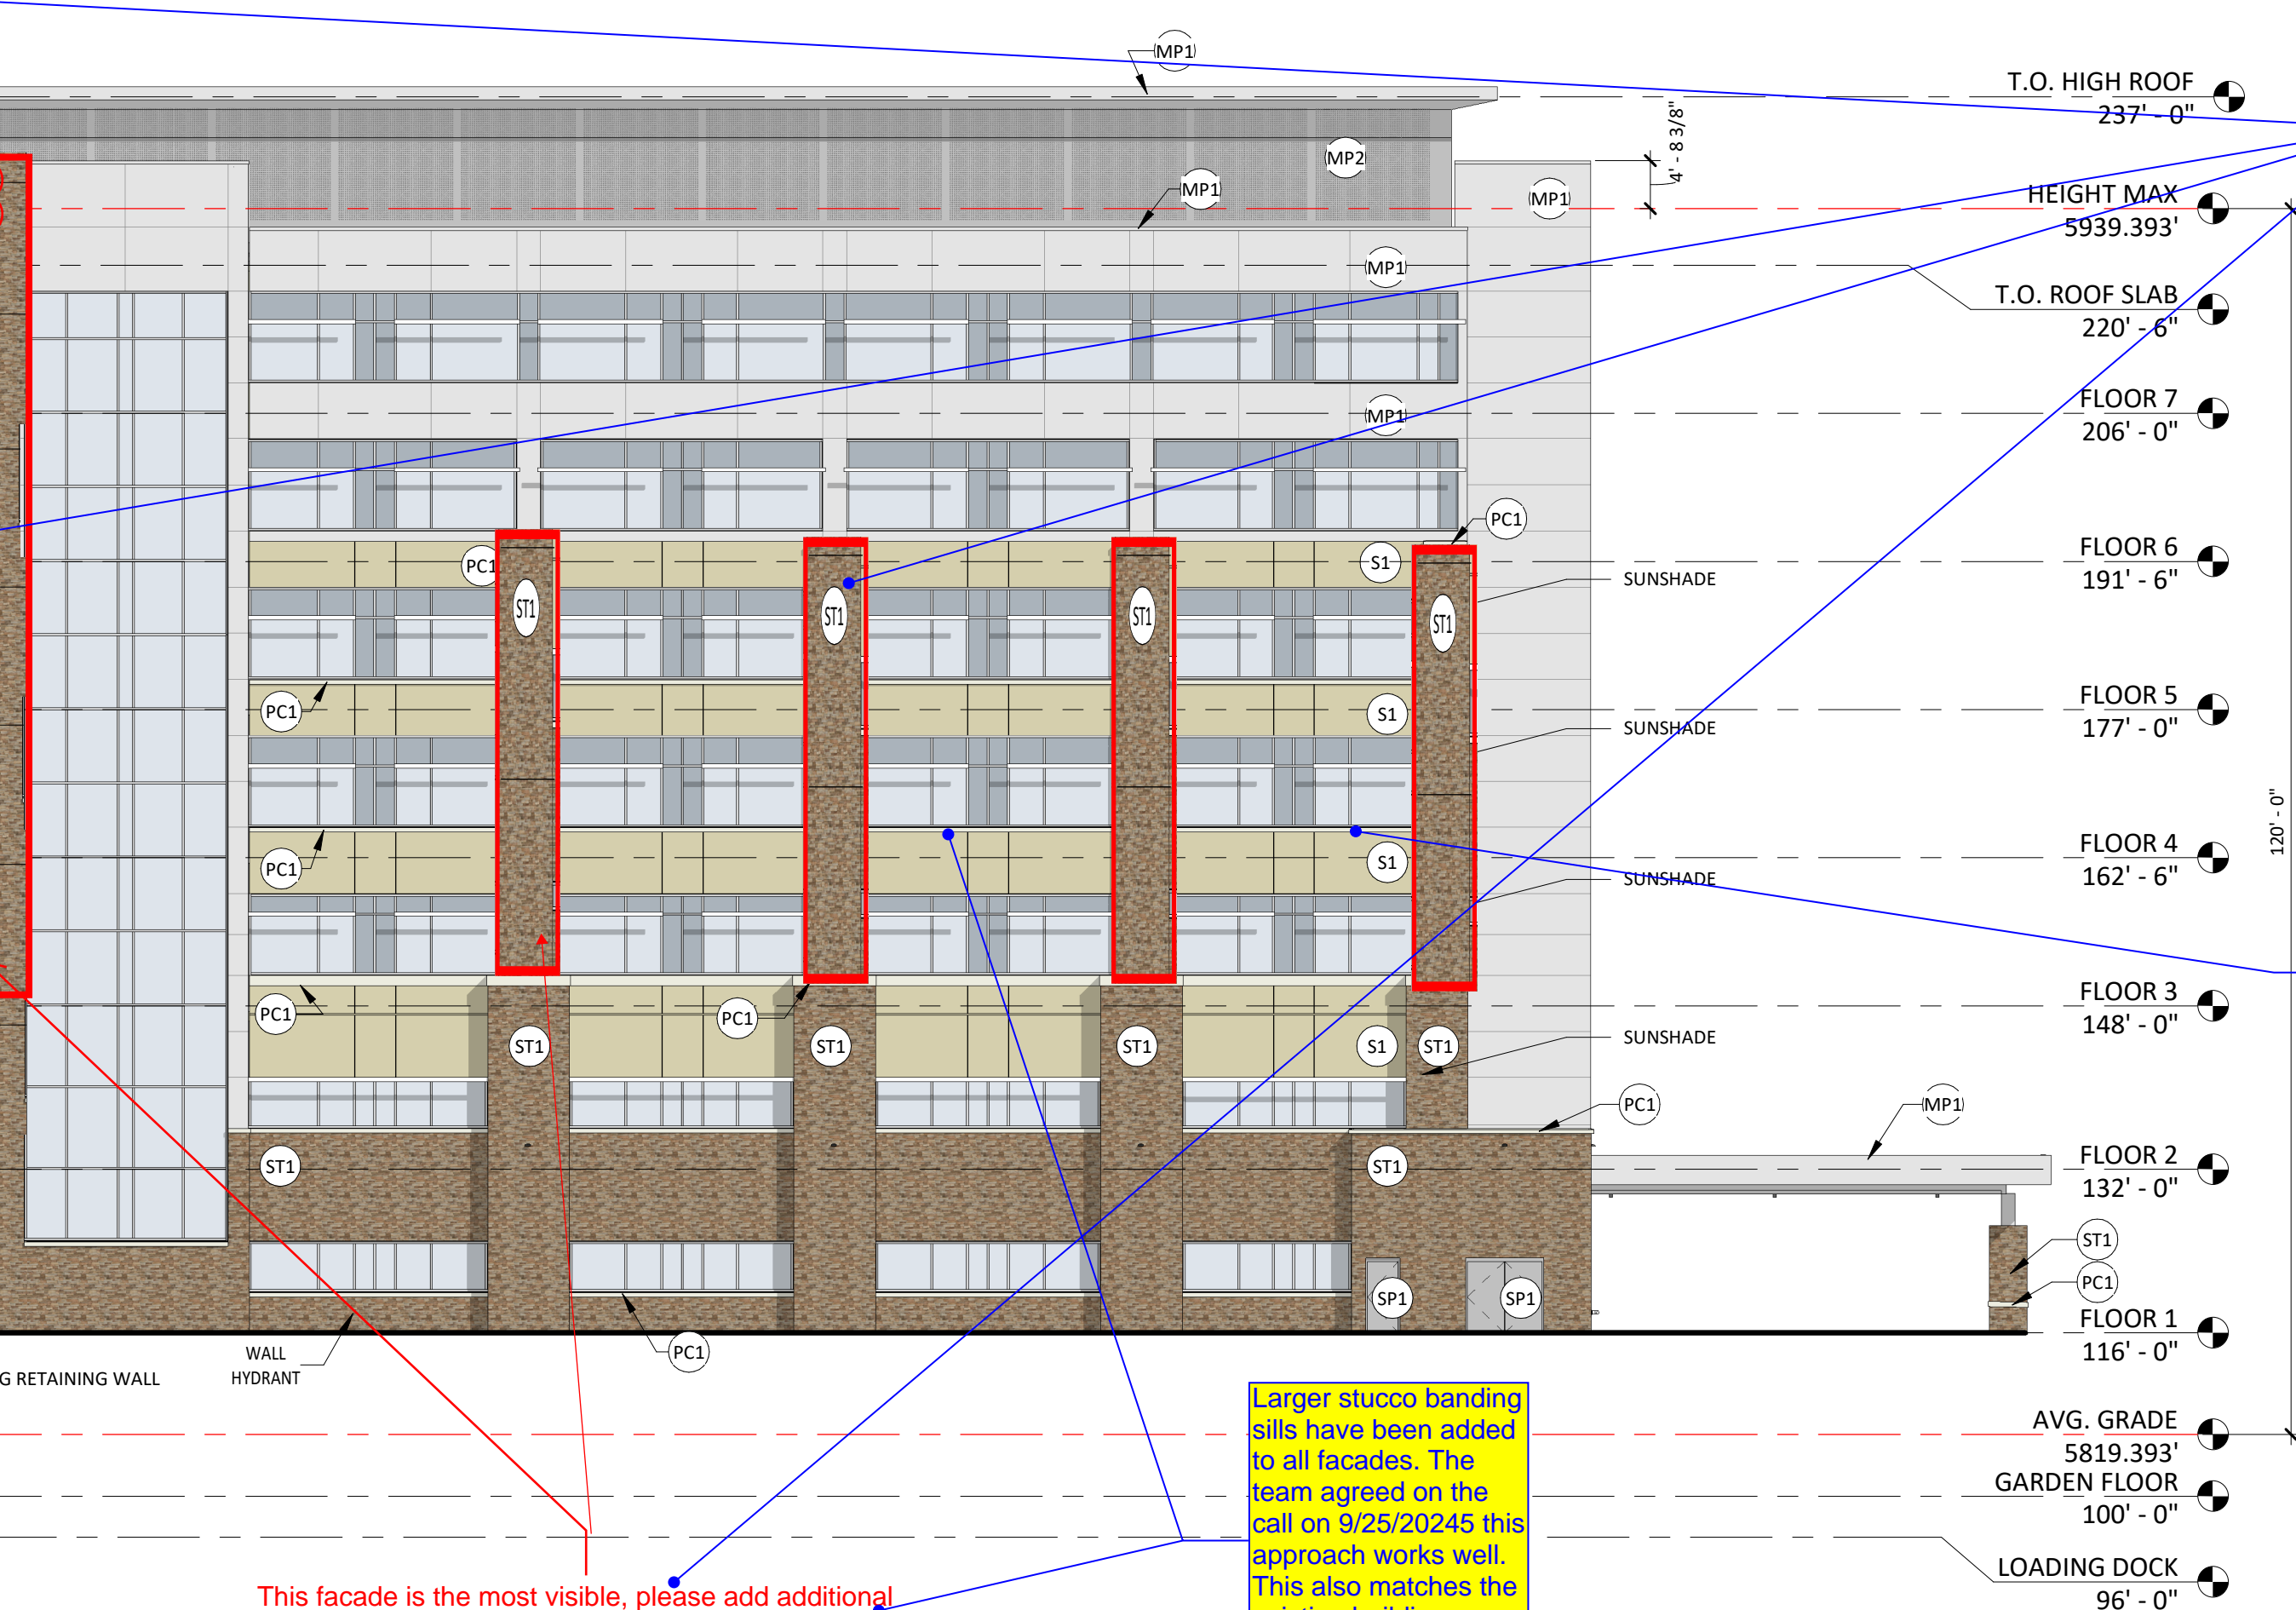 MP1
T.O. HIGH ROOF
237' - 0"
4' - 8 3/8"
MP2
MP1
MP1
HEIGHT MAX
5939.393'
MP1
T.O. ROOF SLAB
220' - 6"
MP1
FLOOR 7
206' - 0"
PC1
PC1
S1
FLOOR 6
191' - 6"
SUNSHADE
ST1
ST1
ST1
ST1
PC1
S1
FLOOR 5
177' - 0"
SUNSHADE
120' - 0"
PC1
S1
FLOOR 4
162' - 6"
SUNSHADE
PC1
PC1
FLOOR 3
148' - 0"
ST1
ST1
ST1
S1
ST1
SUNSHADE
PC1
MP1
ST1
ST1
FLOOR 2
132' - 0"
ST1
PC1
SP1
SP1
FLOOR 1
116' - 0"
WALL
HYDRANT
PC1
G RETAINING WALL
Larger stucco banding
sills have been added
to all facades. The
team agreed on the
call on 9/25/20245 this
approach works well.
This also matches the
AVG. GRADE
5819.393'
GARDEN FLOOR
100' - 0"
LOADING DOCK
96' - 0"
This facade is the most visible, please add additional